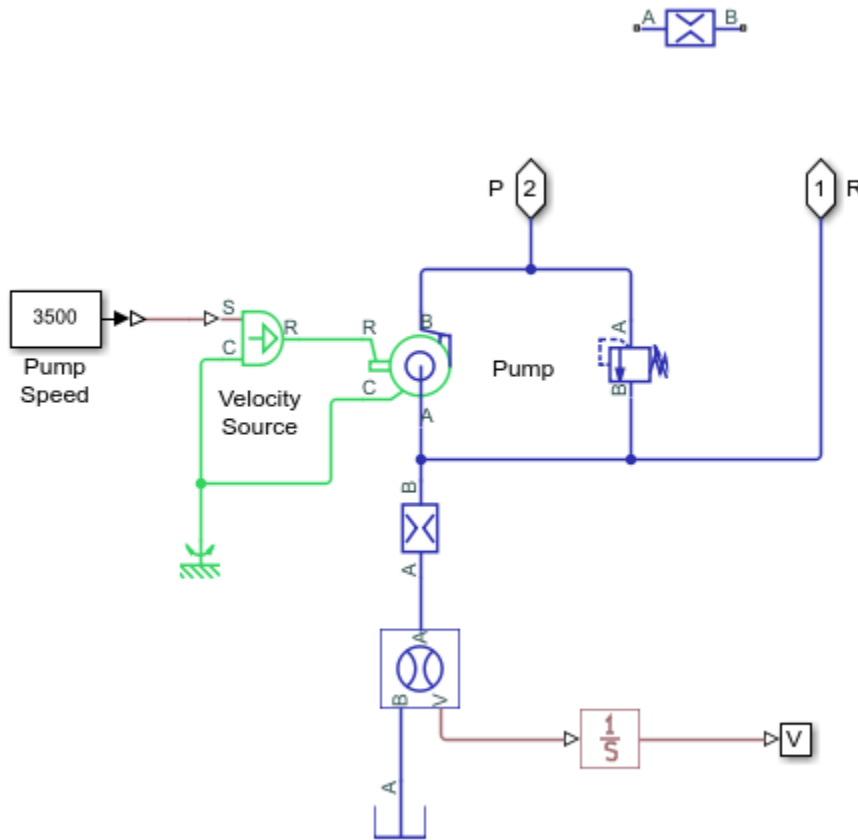 A B
P 2
1 R
3500
Pump
Speed
S
C
R
Velocity
Source
R
C
B
A
Pump
A
B
B
A
A
B
V
1
S
V
A